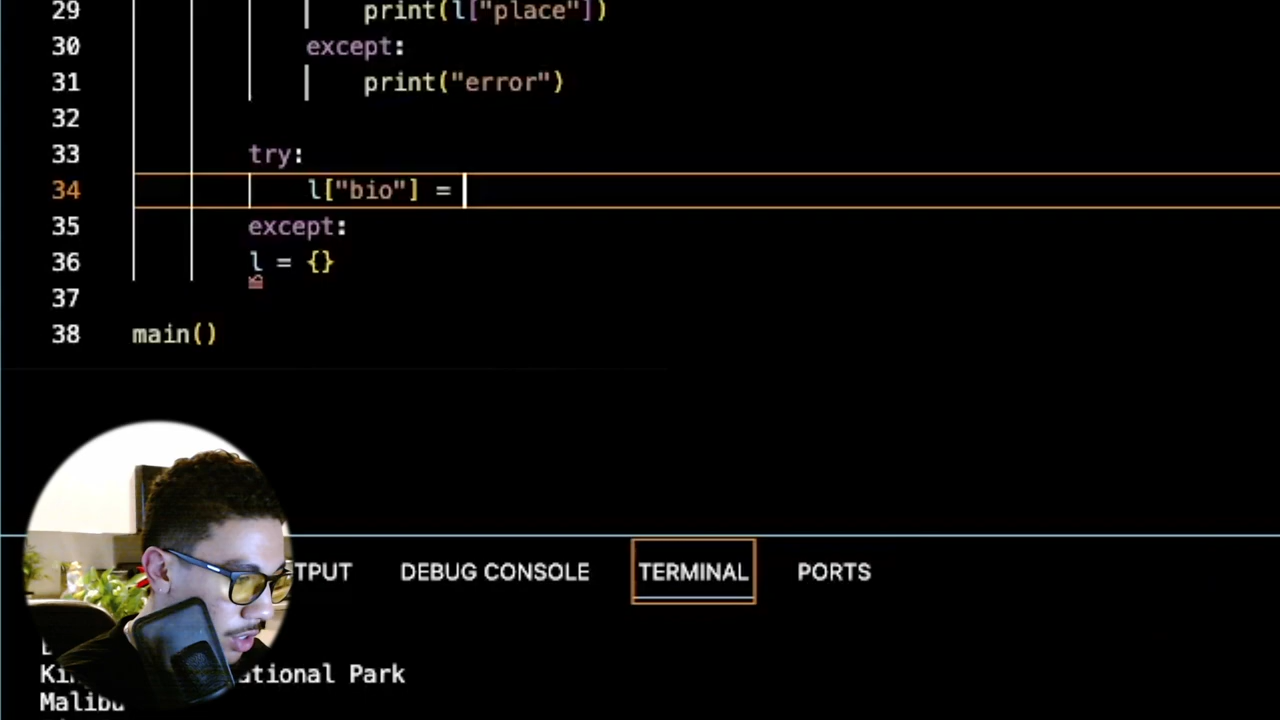 29 print(l["place"])
30 except:
31 print("error")
32
33 try:
34 l["bio"] =
35 except:
36 l = {}
37
38 main()
TPUT DEBUG CONSOLE TERMINAL PORTS
ational Park
Malibu